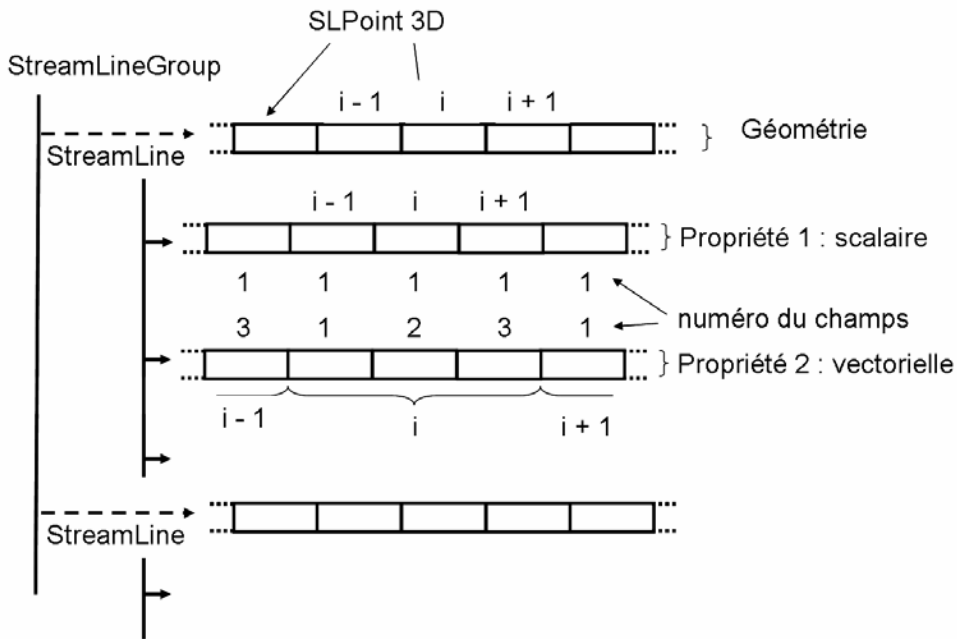 SLPoint 3D
StreamLineGroup
i - 1 i i + 1
StreamLine
Géométrie
i - 1 i i + 1
Propriété 1 : scalaire
1 1 1 1 1
3 1 2 3 1
numéro du champs
Propriété 2 : vectorielle
i - 1 i i + 1
StreamLine